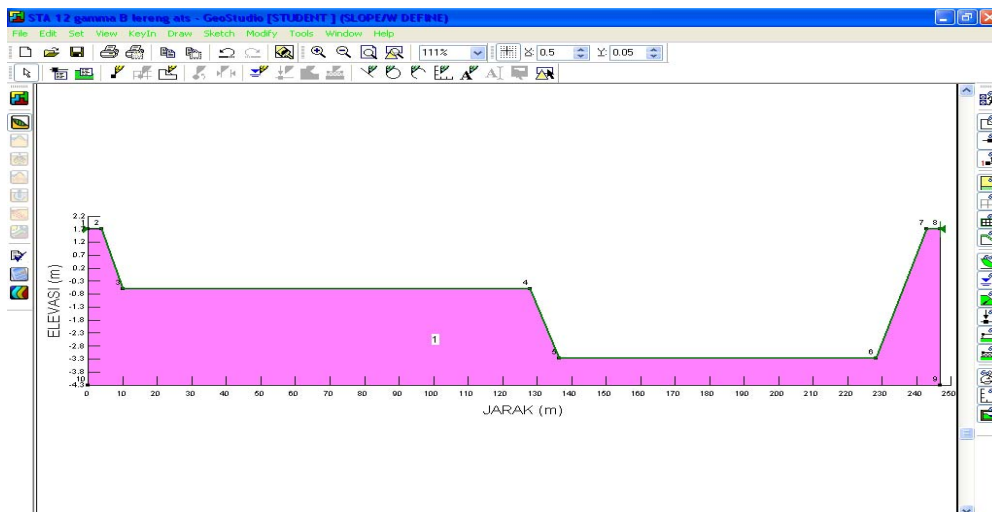 STA 12 gamma B lereng ats - GeoStudio [STUDENT ] (SLOPE/W DEFINE)
File Edit Set View KeyIn Draw Sketch Modify Tools Window Help
111% X: 0.5 Y: 0.05
2.2
1 2 7 8
1.7
1.2
0.7
0.2
-0.3
3 4
-0.8
-1.3
1
-1.8
-2.3
-2.8
5 6
-3.3
-3.8
10 9
-4.3
ELEVASI (m)
0 10 20 30 40 50 60 70 80 90 100 110 120 130 140 150 160 170 180 190 200 210 220 230 240 250
JARAK (m)